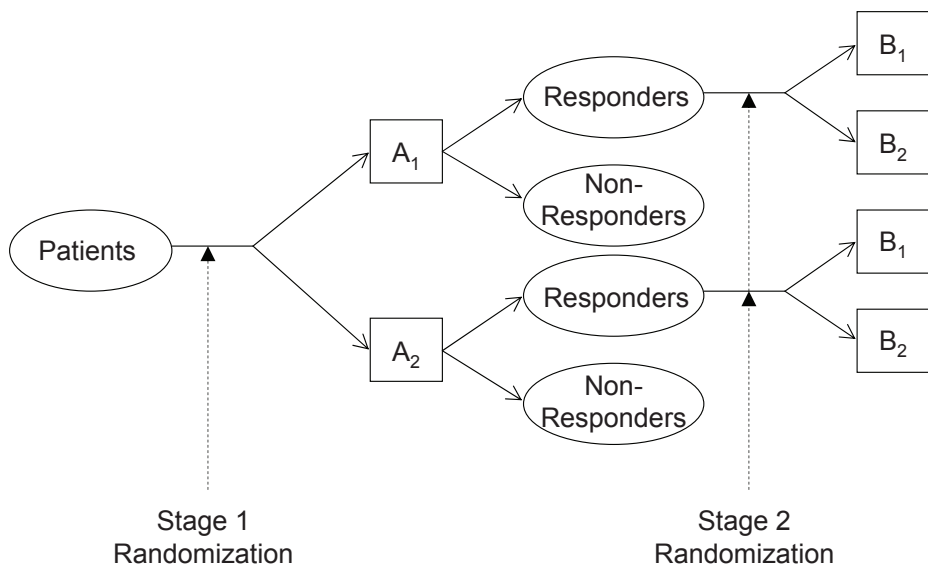 Patients
A₁
A₂
Responders
Non-
Responders
Responders
Non-
Responders
B₁
B₂
B₁
B₂
Stage 1
Randomization
Stage 2
Randomization